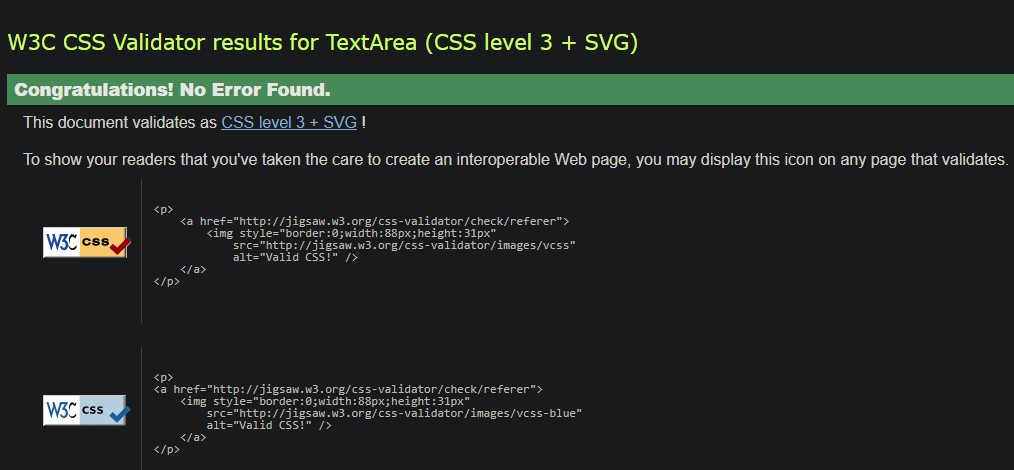 W3C CSS Validator results for TextArea (CSS level 3 + SVG)
Congratulations! No Error Found.
This document validates as CSS level 3 + SVG !
To show your readers that you've taken the care to create an interoperable Web page, you may display this icon on any page that validates.
W3C css
<p>
    <a href="http://jigsaw.w3.org/css-validator/check/referer">
        <img style="border:0;width:88px;height:31px"
            src="http://jigsaw.w3.org/css-validator/images/vcss"
            alt="Valid CSS!" />
    </a>
</p>
W3C css
<p>
<a href="http://jigsaw.w3.org/css-validator/check/referer">
    <img style="border:0;width:88px;height:31px"
        src="http://jigsaw.w3.org/css-validator/images/vcss-blue"
        alt="Valid CSS!" />
    </a>
</p>